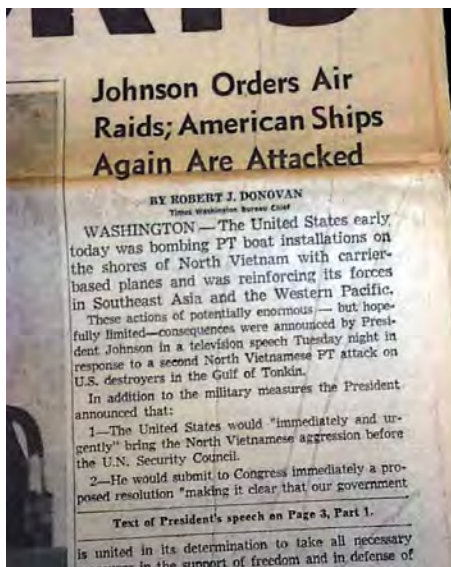 Johnson Orders Air
Raids; American Ships
Again Are Attacked
BY ROBERT J. DONOVAN
Times Washington Bureau Chief
WASHINGTON—The United States early
today was bombing PT boat installations on
the shores of North Vietnam with carrier-
based planes and was reinforcing its forces
in Southeast Asia and the Western Pacific.
These actions of potentially enormous — but hope-
fully limited—consequences were announced by Presi-
dent Johnson in a television speech Tuesday night in
response to a second North Vietnamese PT attack on
U.S. destroyers in the Gulf of Tonkin.
In addition to the military measures the President
announced that:
1—The United States would "immediately and ur-
gently" bring the North Vietnamese aggression before
the U.N. Security Council.
2—He would submit to Congress immediately a pro-
posed resolution "making it clear that our government
Text of President's speech on Page 3, Part 1.
is united in its determination to take all necessary
in the support of freedom and in defense of